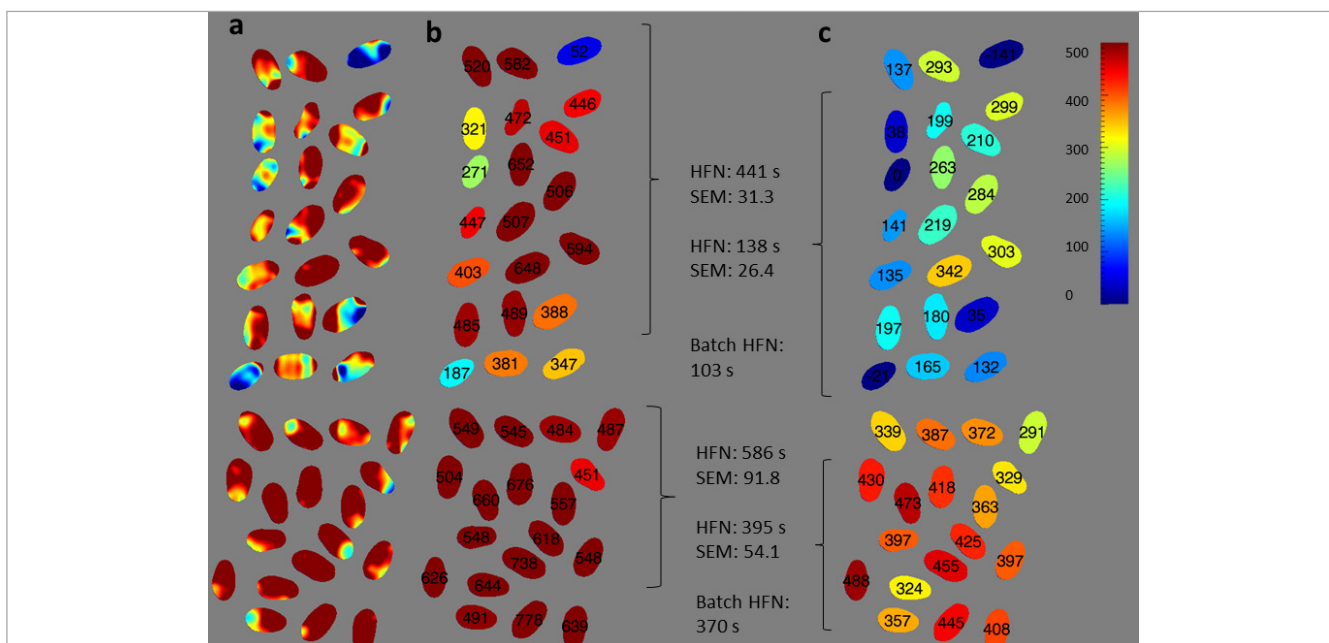 a
b
c
52
520 582
446
321 472 451
271 652
506
447 507
594
403 648
485 489 388
187 381 347
HFN: 441 s
SEM: 31.3
HFN: 138 s
SEM: 26.4
Batch HFN:
103 s
-141
137 293
299
38 199 210
0 263
284
141 219
303
135 342
197 180 35
-21 165 132
500
400
300
200
100
0
549 545 484 487
504 676 451
660 557
548 618 548
738
626 644
491 778 639
HFN: 586 s
SEM: 91.8
HFN: 395 s
SEM: 54.1
Batch HFN:
370 s
339 387 372 291
430 418 329
473 363
397 425 397
455
488 324
357 445 408